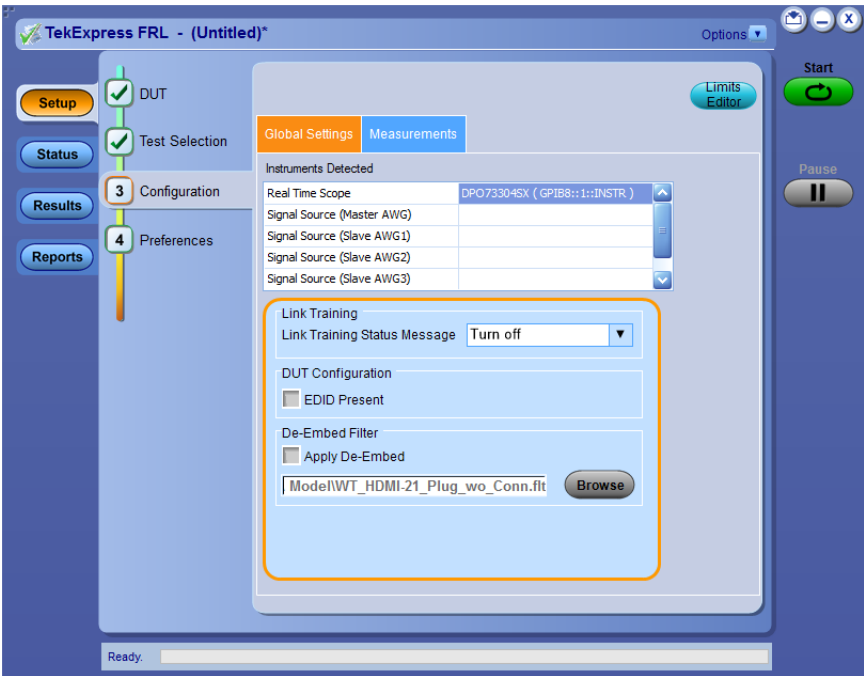 TekExpress FRL - (Untitled)*
Options
Start
Pause
Setup
Status
Results
Reports
DUT
Test Selection
3 Configuration
4 Preferences
Limits
Editor
Global Settings Measurements
Instruments Detected
Real Time Scope DPO73304SX ( GPIB8::1::INSTR )
Signal Source (Master AWG)
Signal Source (Slave AWG1)
Signal Source (Slave AWG2)
Signal Source (Slave AWG3)
Link Training
Link Training Status Message Turn off
DUT Configuration
EDID Present
De-Embed Filter
Apply De-Embed
Model\WT_HDMI-21_Plug_wo_Conn.flt Browse
Ready.